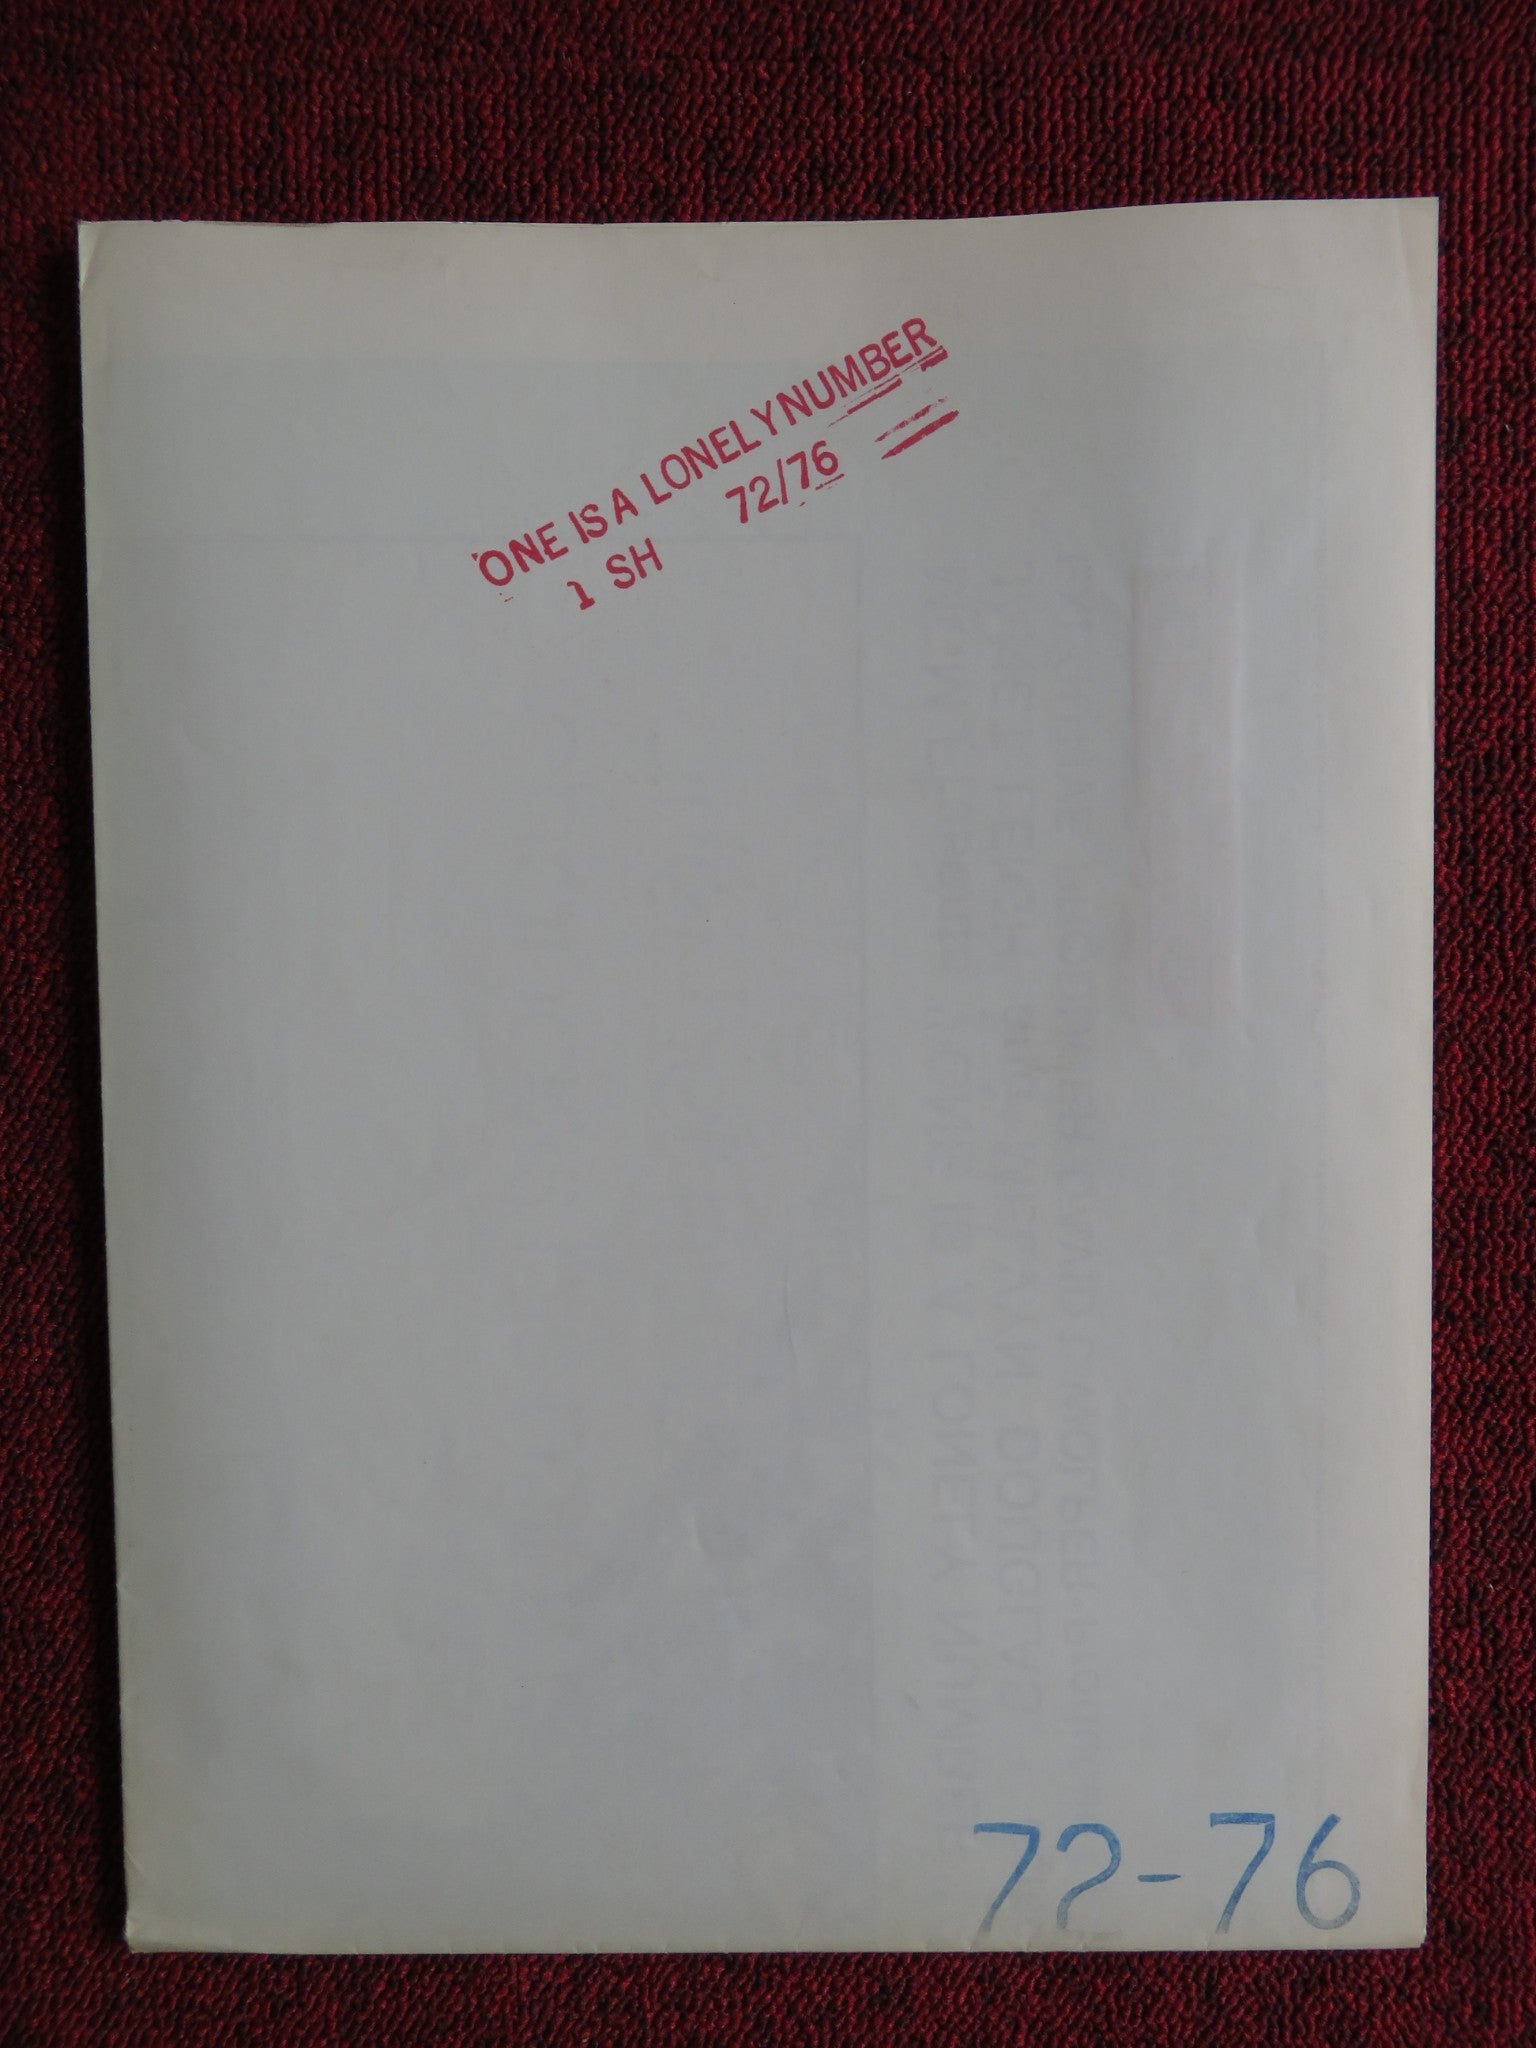 ONE IS A LONELY NUMBER
1 SH 72/76
72-76